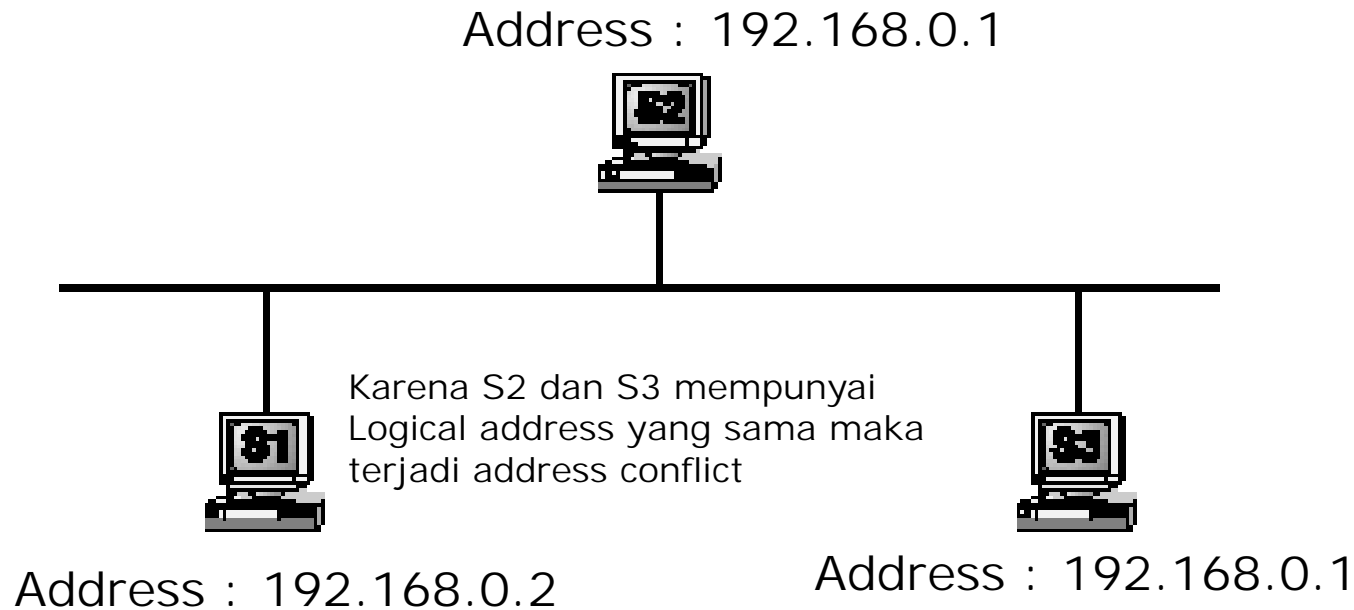 Address : 192.168.0.1
S2
Karena S2 dan S3 mempunyai
Logical address yang sama maka
terjadi address conflict
S1
S3
Address : 192.168.0.2
Address : 192.168.0.1